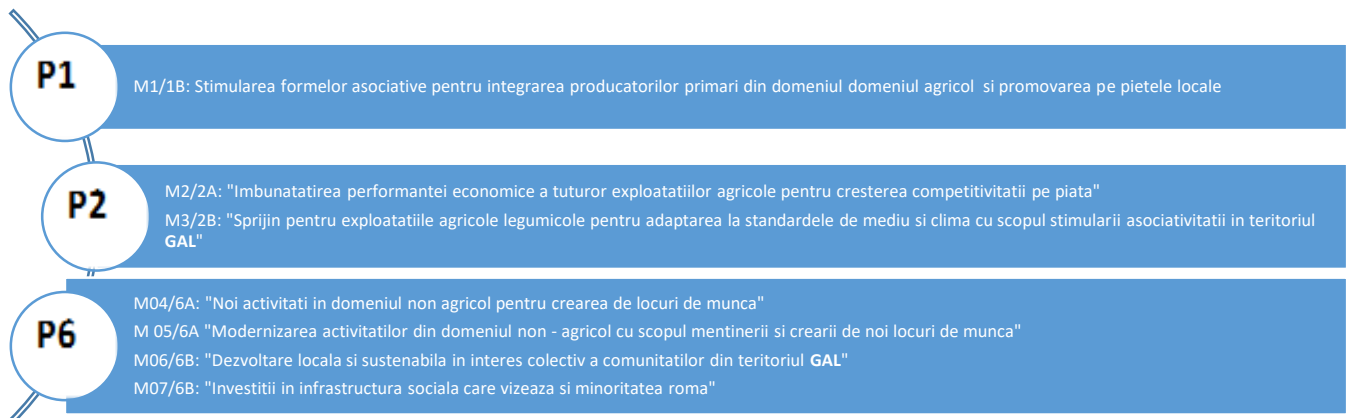 P1
M1/1B: Stimularea formelor asociative pentru integrarea producatorilor primari din domeniul domeniul agricol si promovarea pe pietele locale
P2
M2/2A: "Imbunatatirea performantei economice a tuturor exploatatiilor agricole pentru cresterea competitivitatii pe piata"
M3/2B: "Sprijin pentru exploatatiile agricole legumicole pentru adaptarea la standardele de mediu si clima cu scopul stimularii asociativitatii in teritoriul
GAL"
P6
M04/6A: "Noi activitati in domeniul non agricol pentru crearea de locuri de munca"
M 05/6A "Modernizarea activitatilor din domeniul non - agricol cu scopul mentinerii si crearii de noi locuri de munca"
M06/6B: "Dezvoltare locala si sustenabila in interes colectiv a comunitatilor din teritoriul GAL"
M07/6B: "Investitii in infrastructura sociala care vizeaza si minoritatea roma"